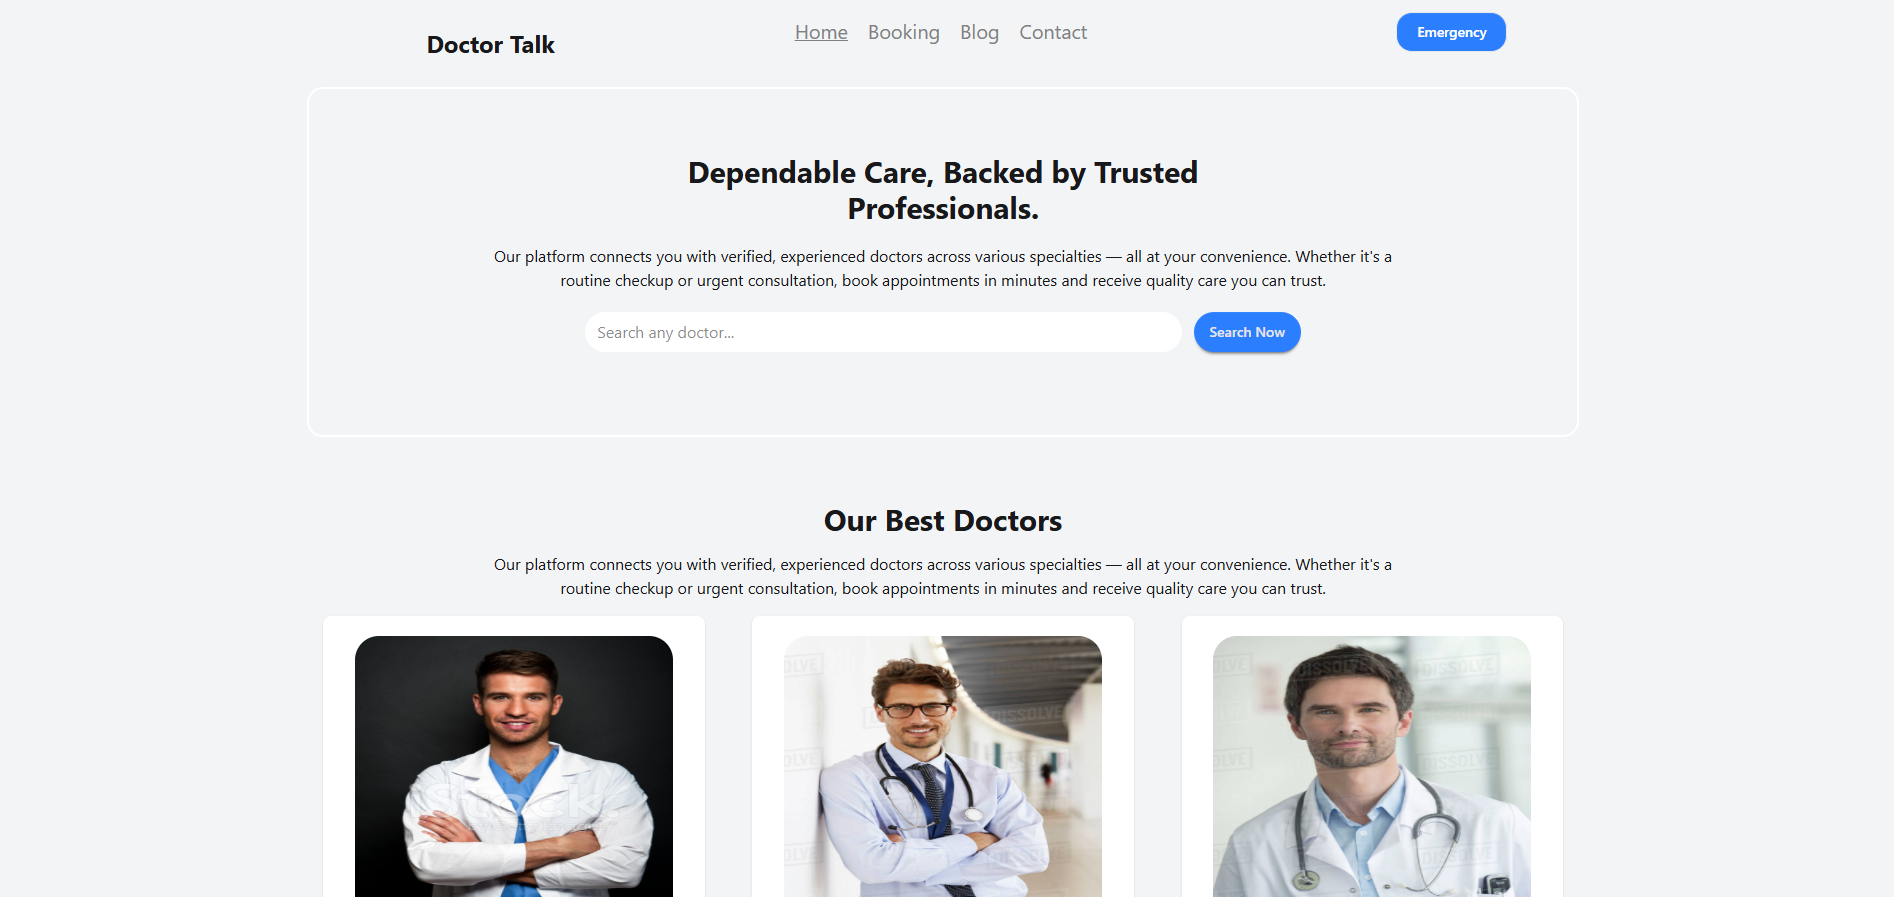 Doctor Talk
Home Booking Blog Contact
Emergency
Dependable Care, Backed by Trusted
Professionals.
Our platform connects you with verified, experienced doctors across various specialties — all at your convenience. Whether it's a
routine checkup or urgent consultation, book appointments in minutes and receive quality care you can trust.
Search any doctor...
Search Now
Our Best Doctors
Our platform connects you with verified, experienced doctors across various specialties — all at your convenience. Whether it's a
routine checkup or urgent consultation, book appointments in minutes and receive quality care you can trust.
Stock
DISSOLVE
DISSOLVE
DISSOLVE
DISSOLVE
DISSOLVE